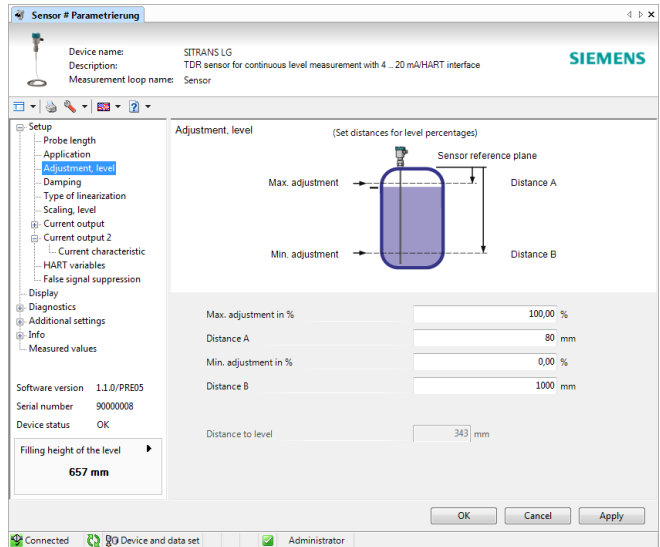 Sensor # Parametrierung
Device name: SITRANS LG
Description: TDR sensor for continuous level measurement with 4 .. 20 mA/HART interface
Measurement loop name: Sensor
SIEMENS
Setup
Probe length
Application
Adjustment, level
Damping
Type of linearization
Scaling, level
Current output
Current output 2
Current characteristic
HART variables
False signal suppression
Display
Diagnostics
Additional settings
Info
Measured values
Software version 1.1.0/PRE05
Serial number 90000008
Device status OK
Filling height of the level
657 mm
Adjustment, level (Set distances for level percentages)
Sensor reference plane
Max. adjustment Distance A
Min. adjustment Distance B
Max. adjustment in % 100,00 %
Distance A 80 mm
Min. adjustment in % 0,00 %
Distance B 1000 mm
Distance to level 343 mm
OK Cancel Apply
Connected Device and data set Administrator